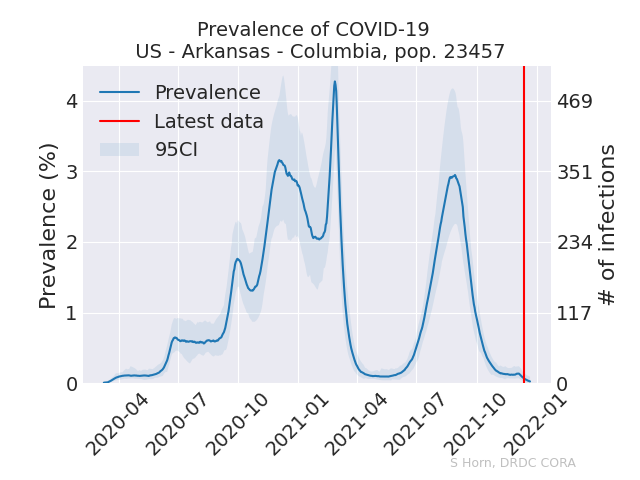 Prevalence of COVID-19
US - Arkansas - Columbia, pop. 23457
Prevalence
Latest data
95CI
Prevalence (%)
4
3
2
1
0
# of infections
469
351
234
117
0
2020-04
2020-07
2020-10
2021-01
2021-04
2021-07
2021-10
2022-01
S Horn, DRDC CORA